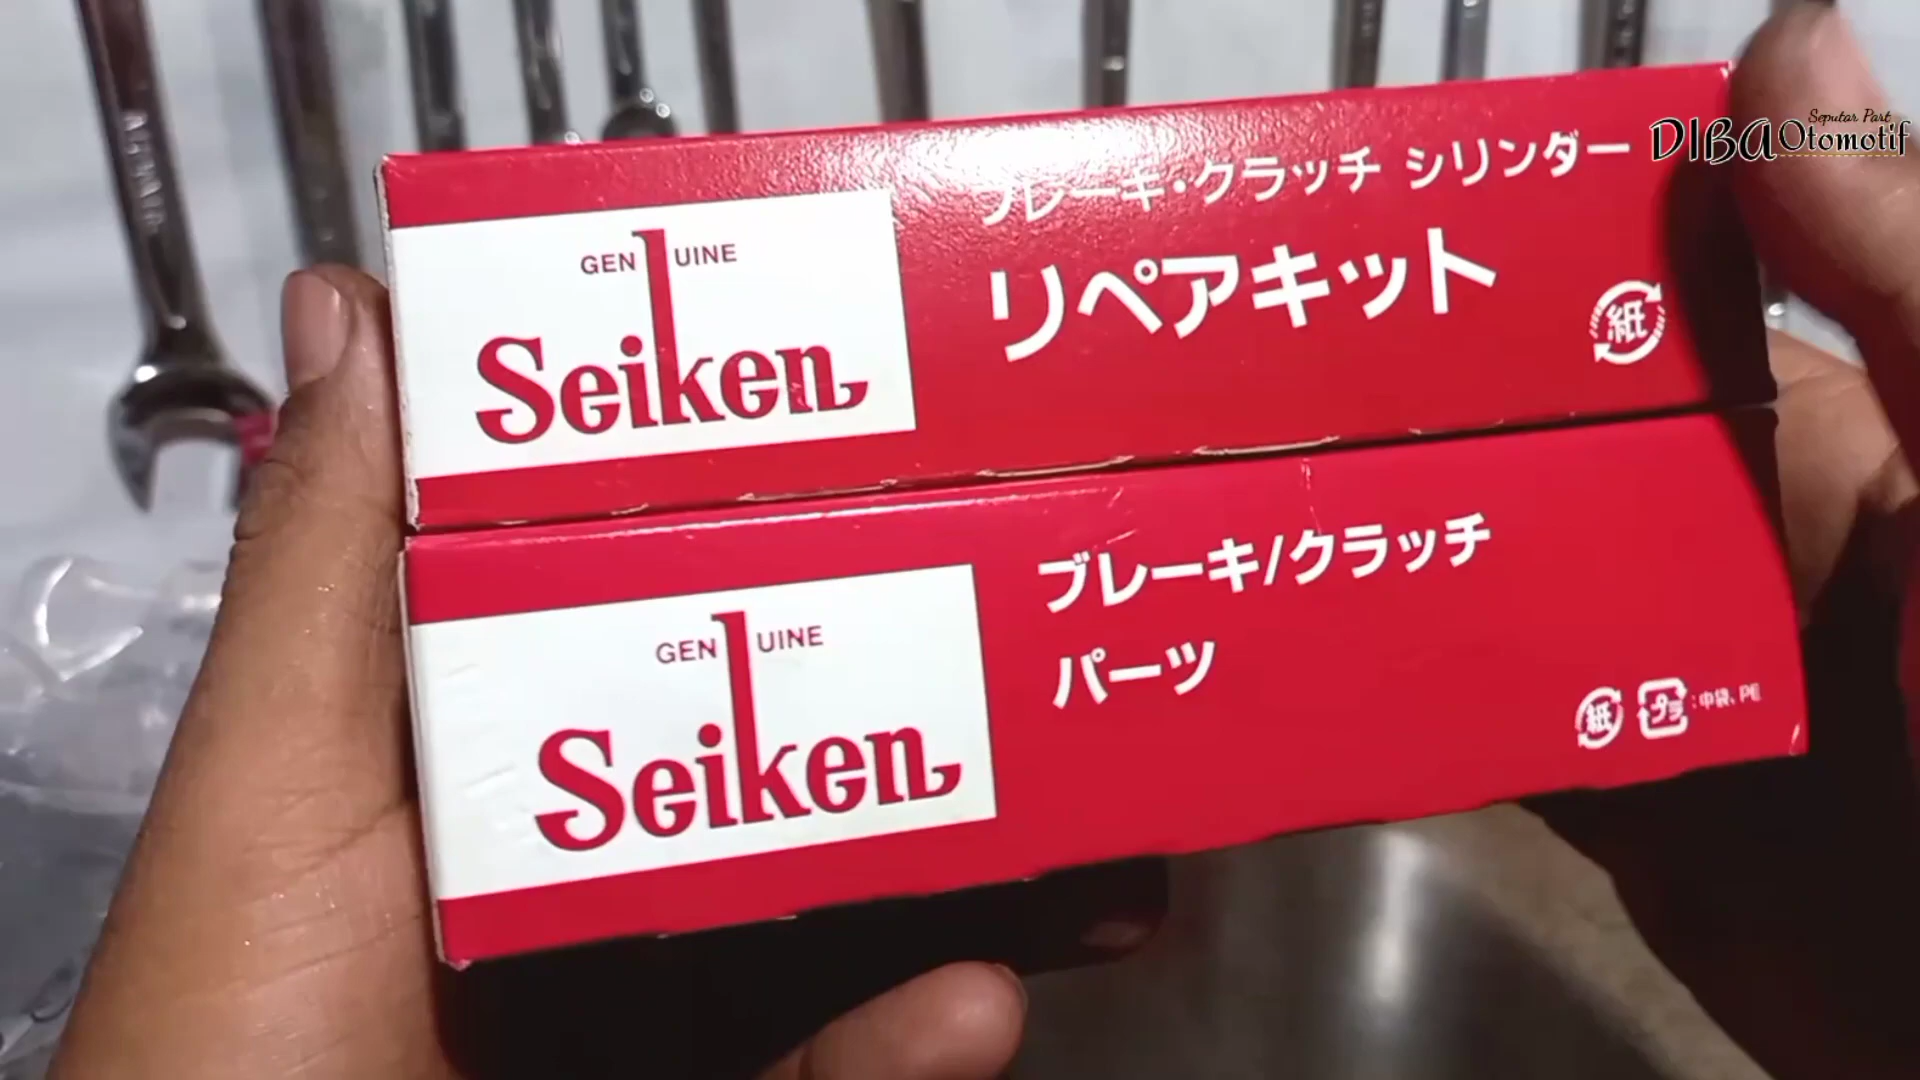 Seputar Part
DIBA Otomotif
ブレーキ・クラッチ シリンダー
リペアキット
GENUINE
Seiken
紙
ブレーキ/クラッチ
パーツ
GENUINE
Seiken
紙 プラ :中袋、PE